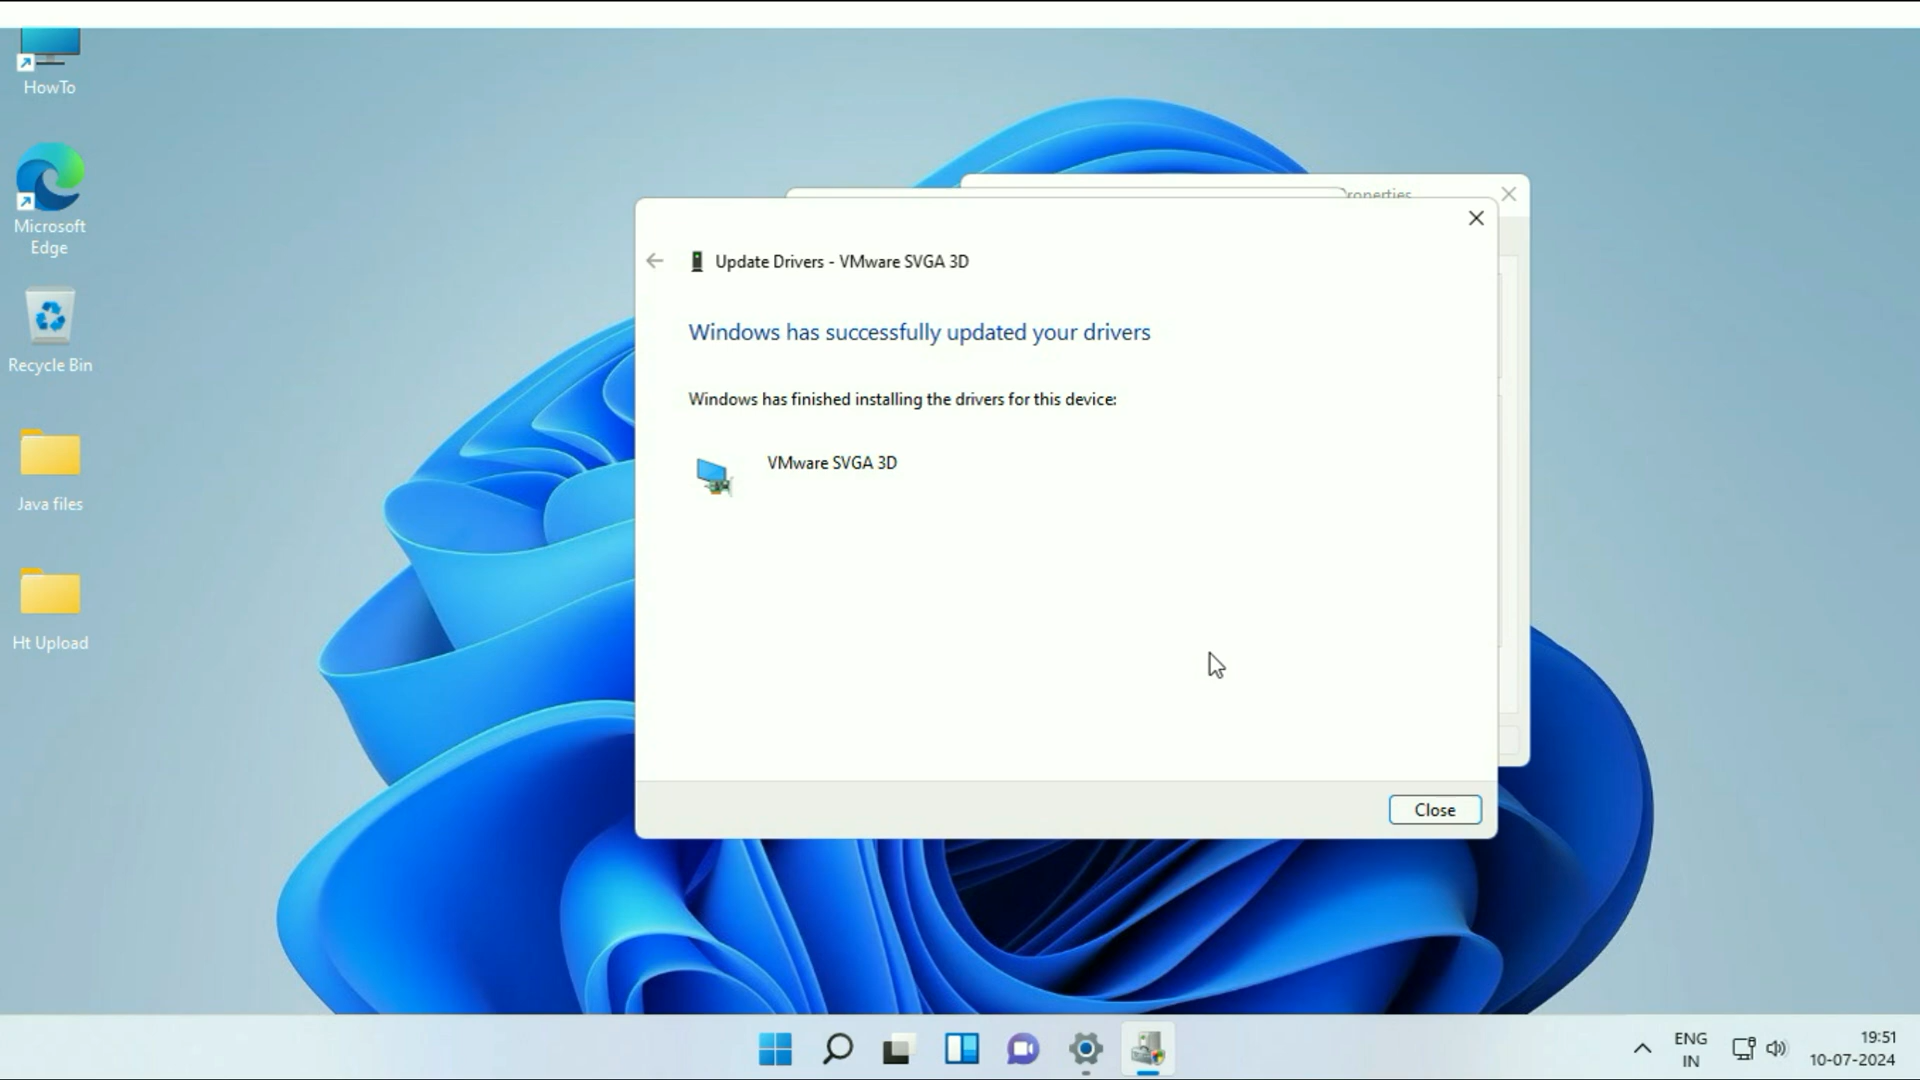 HowTo
Microsoft
Edge
Recycle Bin
Java files
Ht Upload
Properties
Update Drivers - VMware SVGA 3D
Windows has successfully updated your drivers
Windows has finished installing the drivers for this device:
VMware SVGA 3D
Close
ENG
IN
19:51
10-07-2024